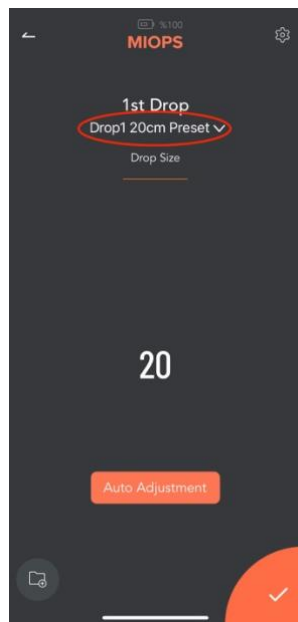 %100
MIOPS
1st Drop
Drop1 20cm Preset
Drop Size
20
Auto Adjustment